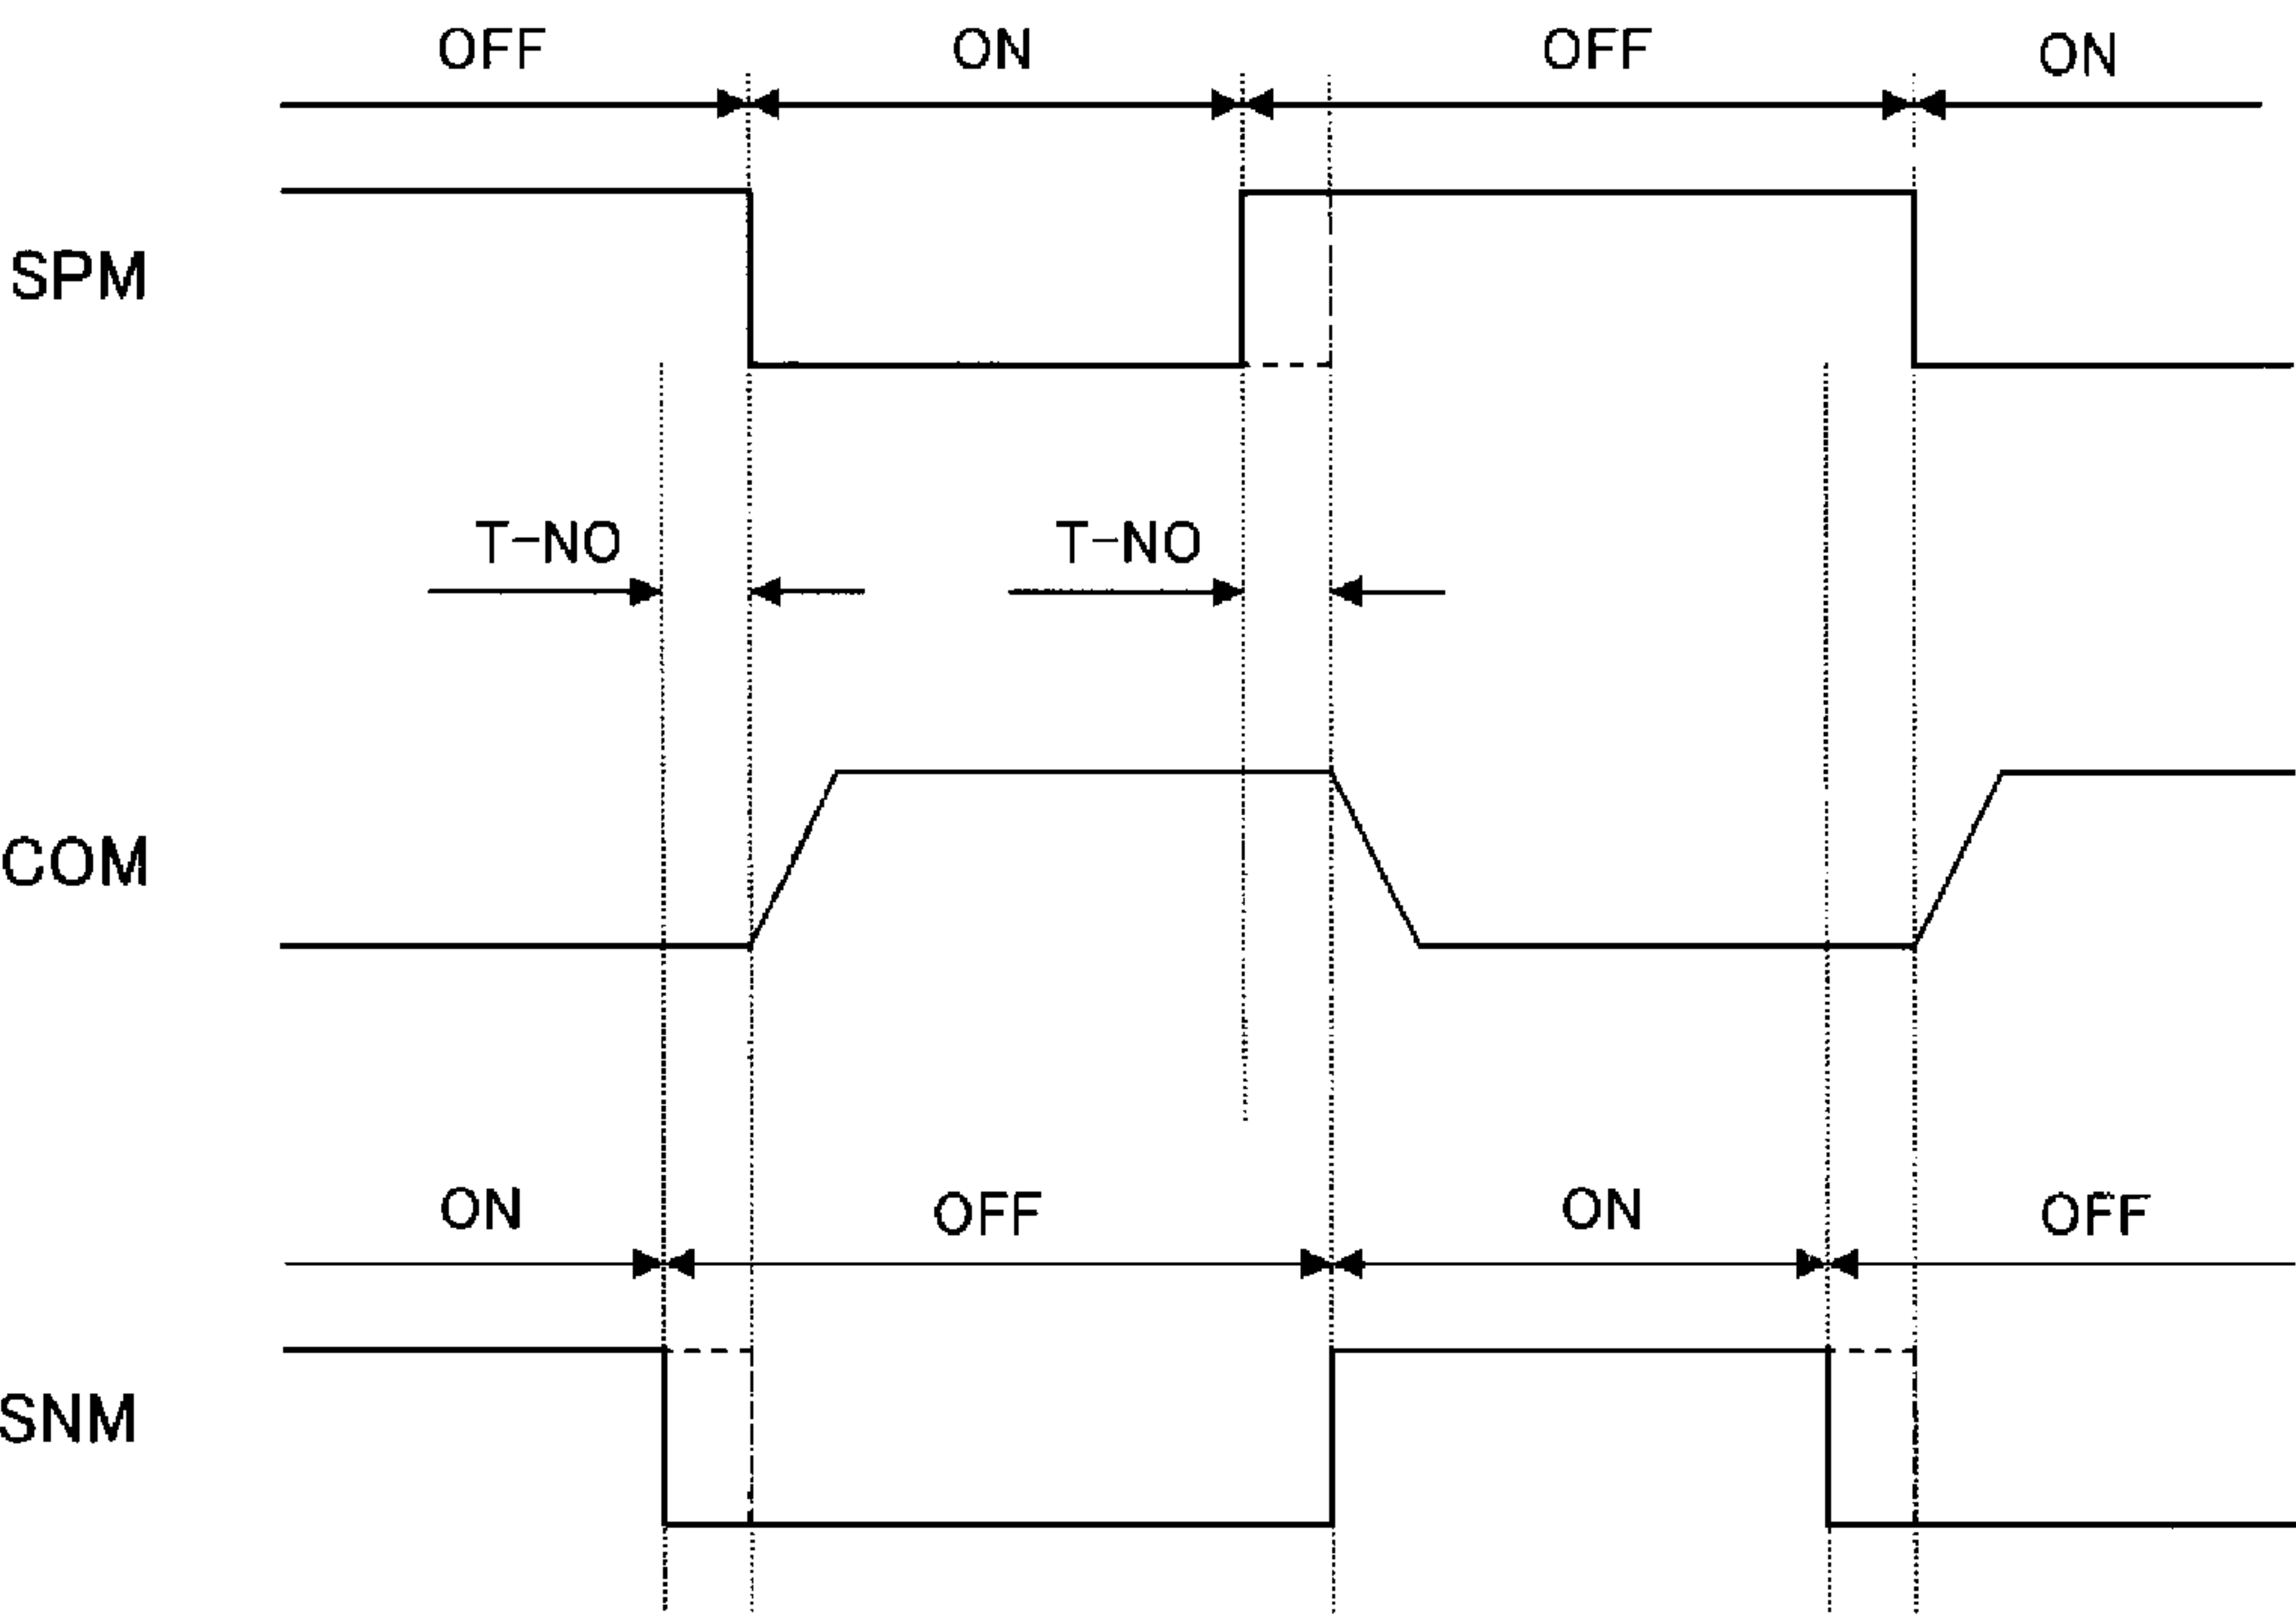 OFF ON OFF ON
SPM
T-NO T-NO
COM
ON OFF ON OFF
SNM